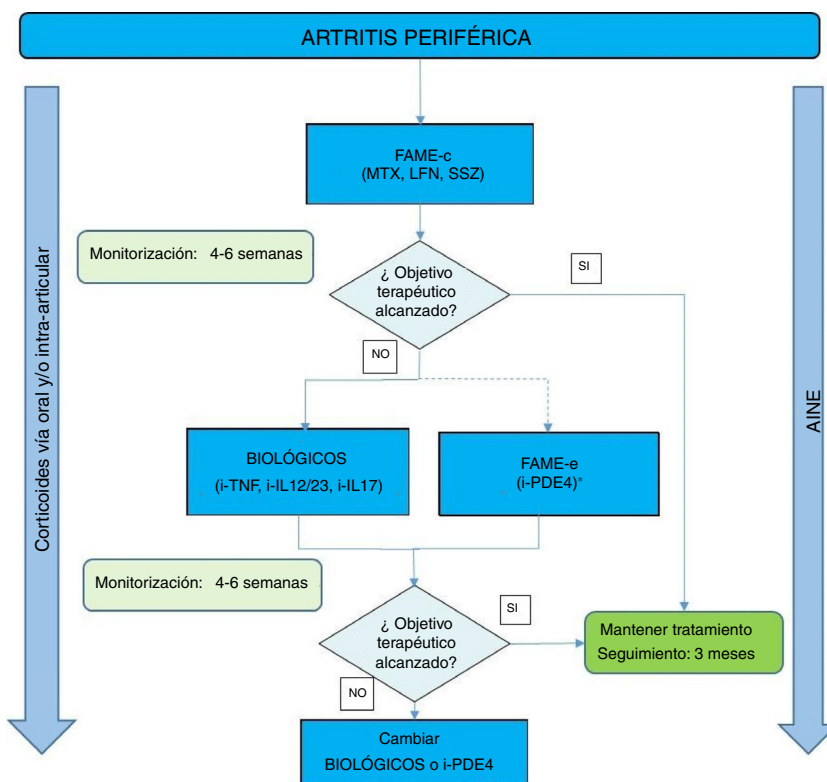 ARTRITIS PERIFÉRICA
Corticoides vía oral y/o intra-articular
AINE
FAME-c
(MTX, LFN, SSZ)
Monitorización: 4-6 semanas
¿ Objetivo
terapéutico
alcanzado?
SI
NO
BIOLÓGICOS
(i-TNF, i-IL12/23, i-IL17)
FAME-e
(i-PDE4)*
Monitorización: 4-6 semanas
¿ Objetivo
terapéutico
alcanzado?
SI
Mantener tratamiento
Seguimiento: 3 meses
NO
Cambiar
BIOLÓGICOS o i-PDE4